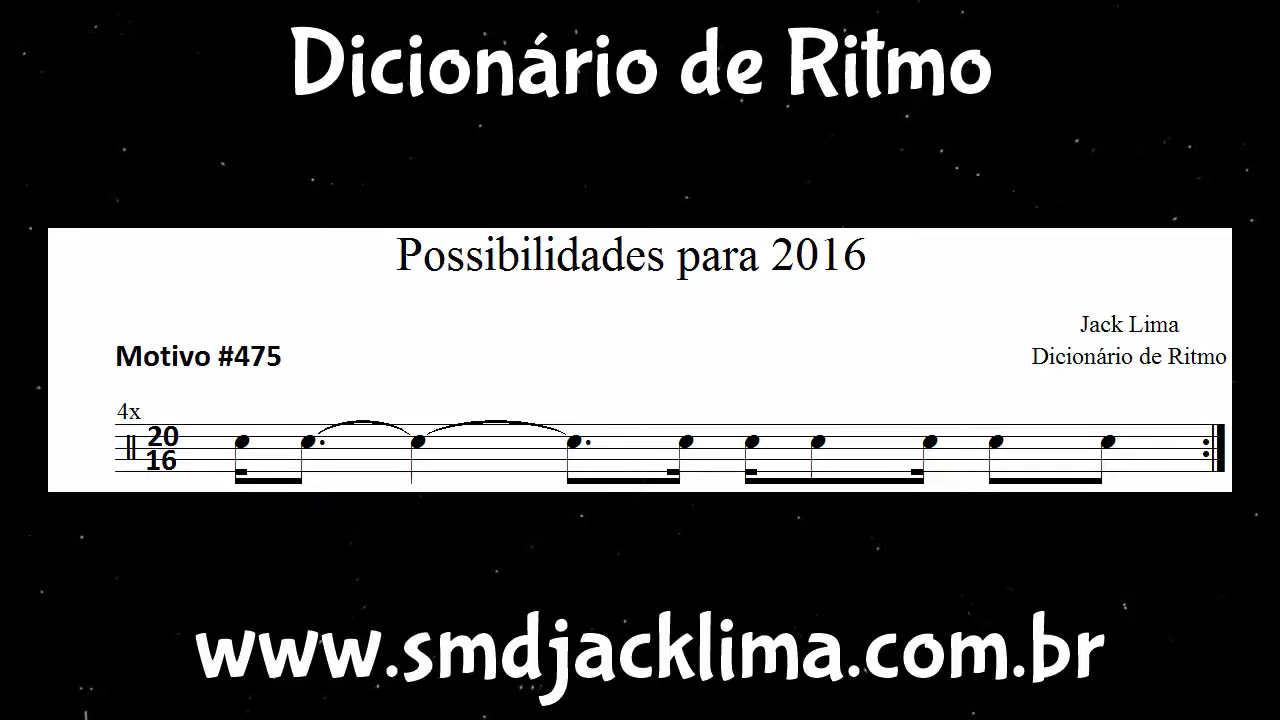 Dicionário de Ritmo
Possibilidades para 2016
Jack Lima
Motivo #475
Dicionário de Ritmo
4x
20
16
www.smdjacklima.com.br